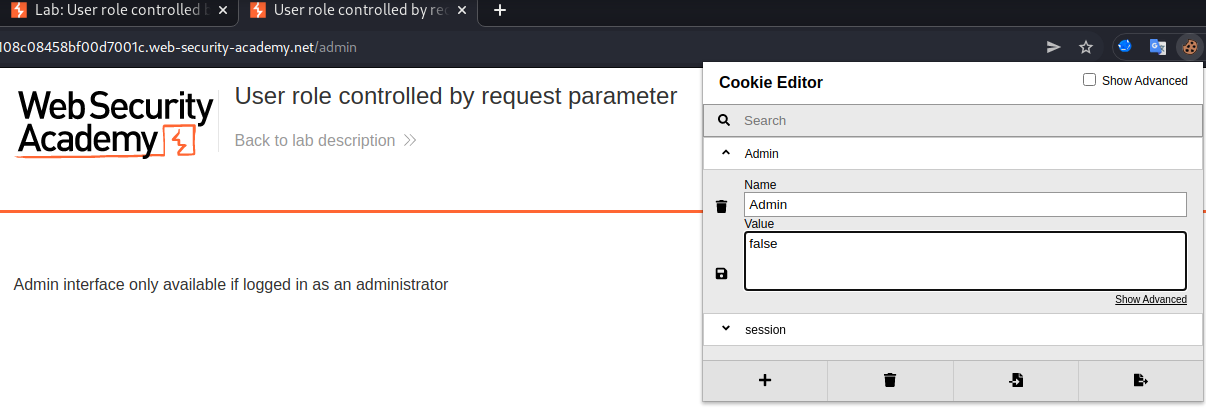 Lab: User role controlled b
User role controlled by rec
108c08458bf00d7001c.web-security-academy.net/admin
Cookie Editor
Show Advanced
Web Security
Academy
User role controlled by request parameter
Back to lab description
Search
Admin
Name
Admin
Value
false
Show Advanced
session
Admin interface only available if logged in as an administrator